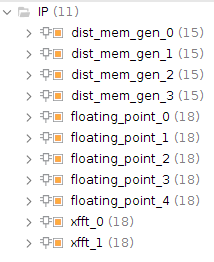 IP (11)
dist_mem_gen_0 (15)
dist_mem_gen_1 (15)
dist_mem_gen_2 (15)
dist_mem_gen_3 (15)
floating_point_0 (18)
floating_point_1 (18)
floating_point_2 (18)
floating_point_3 (18)
floating_point_4 (18)
xfft_0 (18)
xfft_1 (18)